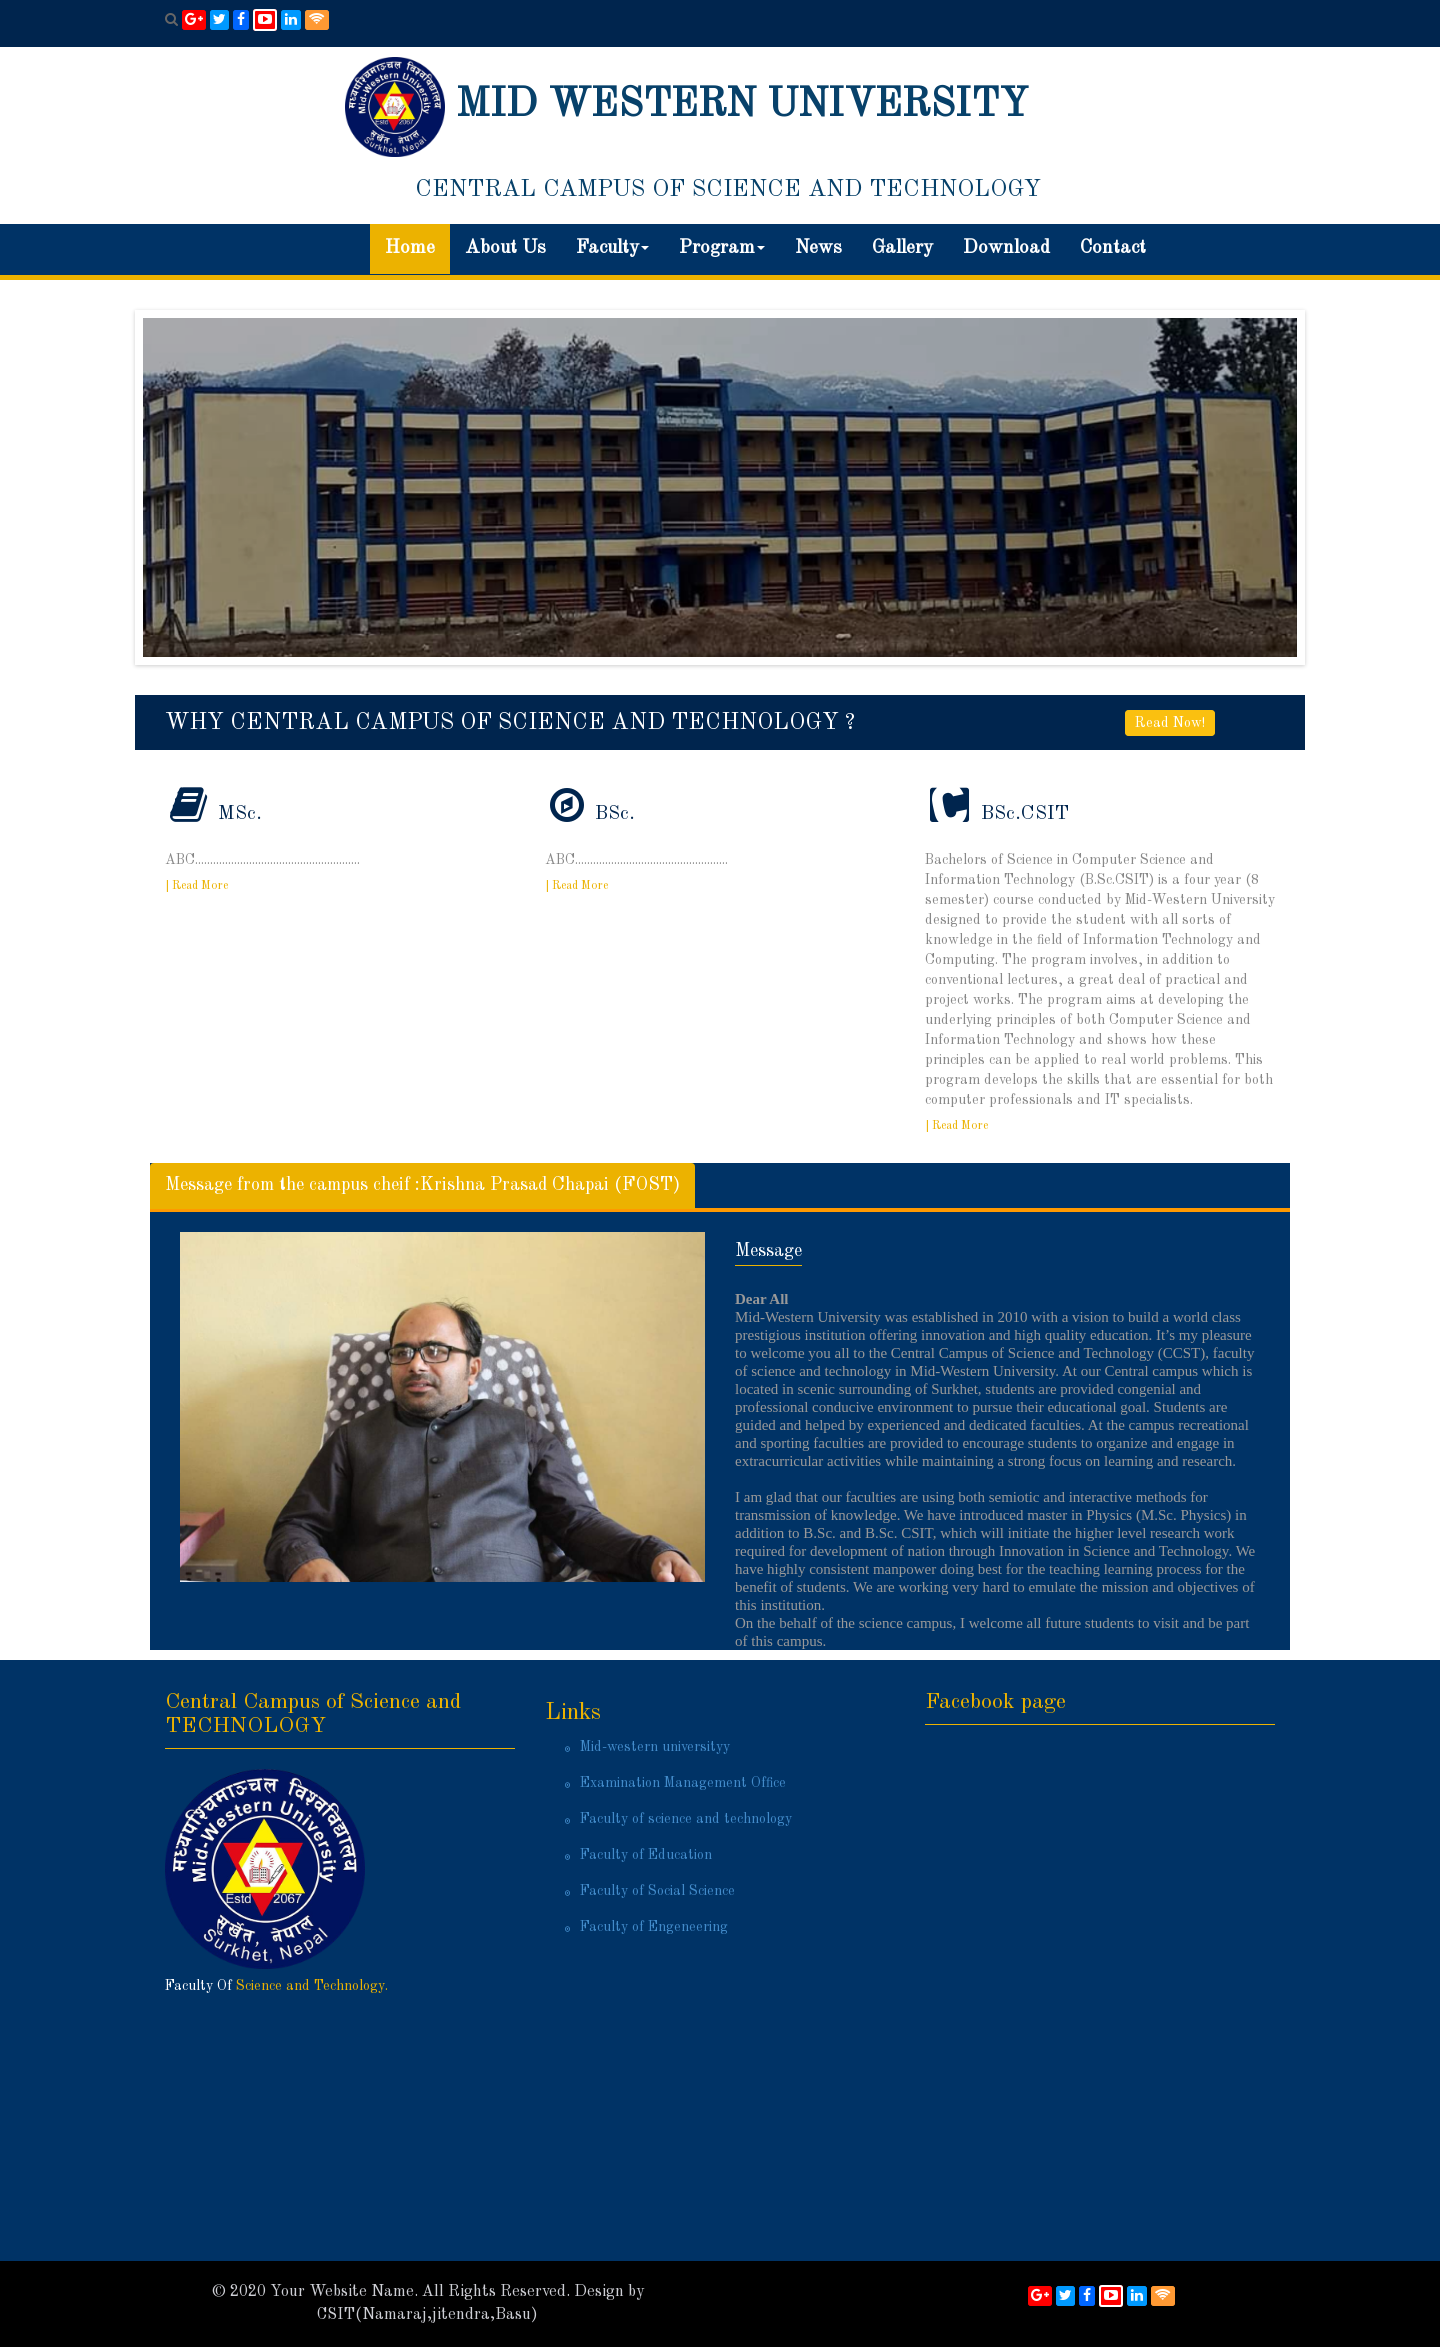 मध्यपश्चिमाञ्चल विश्वविद्यालय
Mid-Western University
Estd 2067
सुर्खेत, नेपाल
Surkhet, Nepal
MID WESTERN UNIVERSITY
CENTRAL CAMPUS OF SCIENCE AND TECHNOLOGY
Home About Us Faculty Program News Gallery Download Contact
WHY CENTRAL CAMPUS OF SCIENCE AND TECHNOLOGY ?
Read Now!
MSc.
ABC.......................................................
| Read More
BSc.
ABC...................................................
| Read More
BSc.CSIT
Bachelors of Science in Computer Science and
Information Technology (B.Sc.CSIT) is a four year (8
semester) course conducted by Mid-Western University
designed to provide the student with all sorts of
knowledge in the field of Information Technology and
Computing. The program involves, in addition to
conventional lectures, a great deal of practical and
project works. The program aims at developing the
underlying principles of both Computer Science and
Information Technology and shows how these
principles can be applied to real world problems. This
program develops the skills that are essential for both
computer professionals and IT specialists.
| Read More
Message from the campus cheif :Krishna Prasad Chapai (FOST)
Message
Dear All
Mid-Western University was established in 2010 with a vision to build a world class
prestigious institution offering innovation and high quality education. It’s my pleasure
to welcome you all to the Central Campus of Science and Technology (CCST), faculty
of science and technology in Mid-Western University. At our Central campus which is
located in scenic surrounding of Surkhet, students are provided congenial and
professional conducive environment to pursue their educational goal. Students are
guided and helped by experienced and dedicated faculties. At the campus recreational
and sporting faculties are provided to encourage students to organize and engage in
extracurricular activities while maintaining a strong focus on learning and research.
I am glad that our faculties are using both semiotic and interactive methods for
transmission of knowledge. We have introduced master in Physics (M.Sc. Physics) in
addition to B.Sc. and B.Sc. CSIT, which will initiate the higher level research work
required for development of nation through Innovation in Science and Technology. We
have highly consistent manpower doing best for the teaching learning process for the
benefit of students. We are working very hard to emulate the mission and objectives of
this institution.
On the behalf of the science campus, I welcome all future students to visit and be part
of this campus.
Central Campus of Science and
TECHNOLOGY
मध्यपश्चिमाञ्चल विश्वविद्यालय
Mid-Western University
Estd 2067
सुर्खेत, नेपाल
Surkhet, Nepal
Faculty Of Science and Technology.
Links
Mid-western universityy
Examination Management Office
Faculty of science and technology
Faculty of Education
Faculty of Social Science
Faculty of Engeneering
Facebook page
© 2020 Your Website Name. All Rights Reserved. Design by
CSIT(Namaraj,jitendra,Basu)